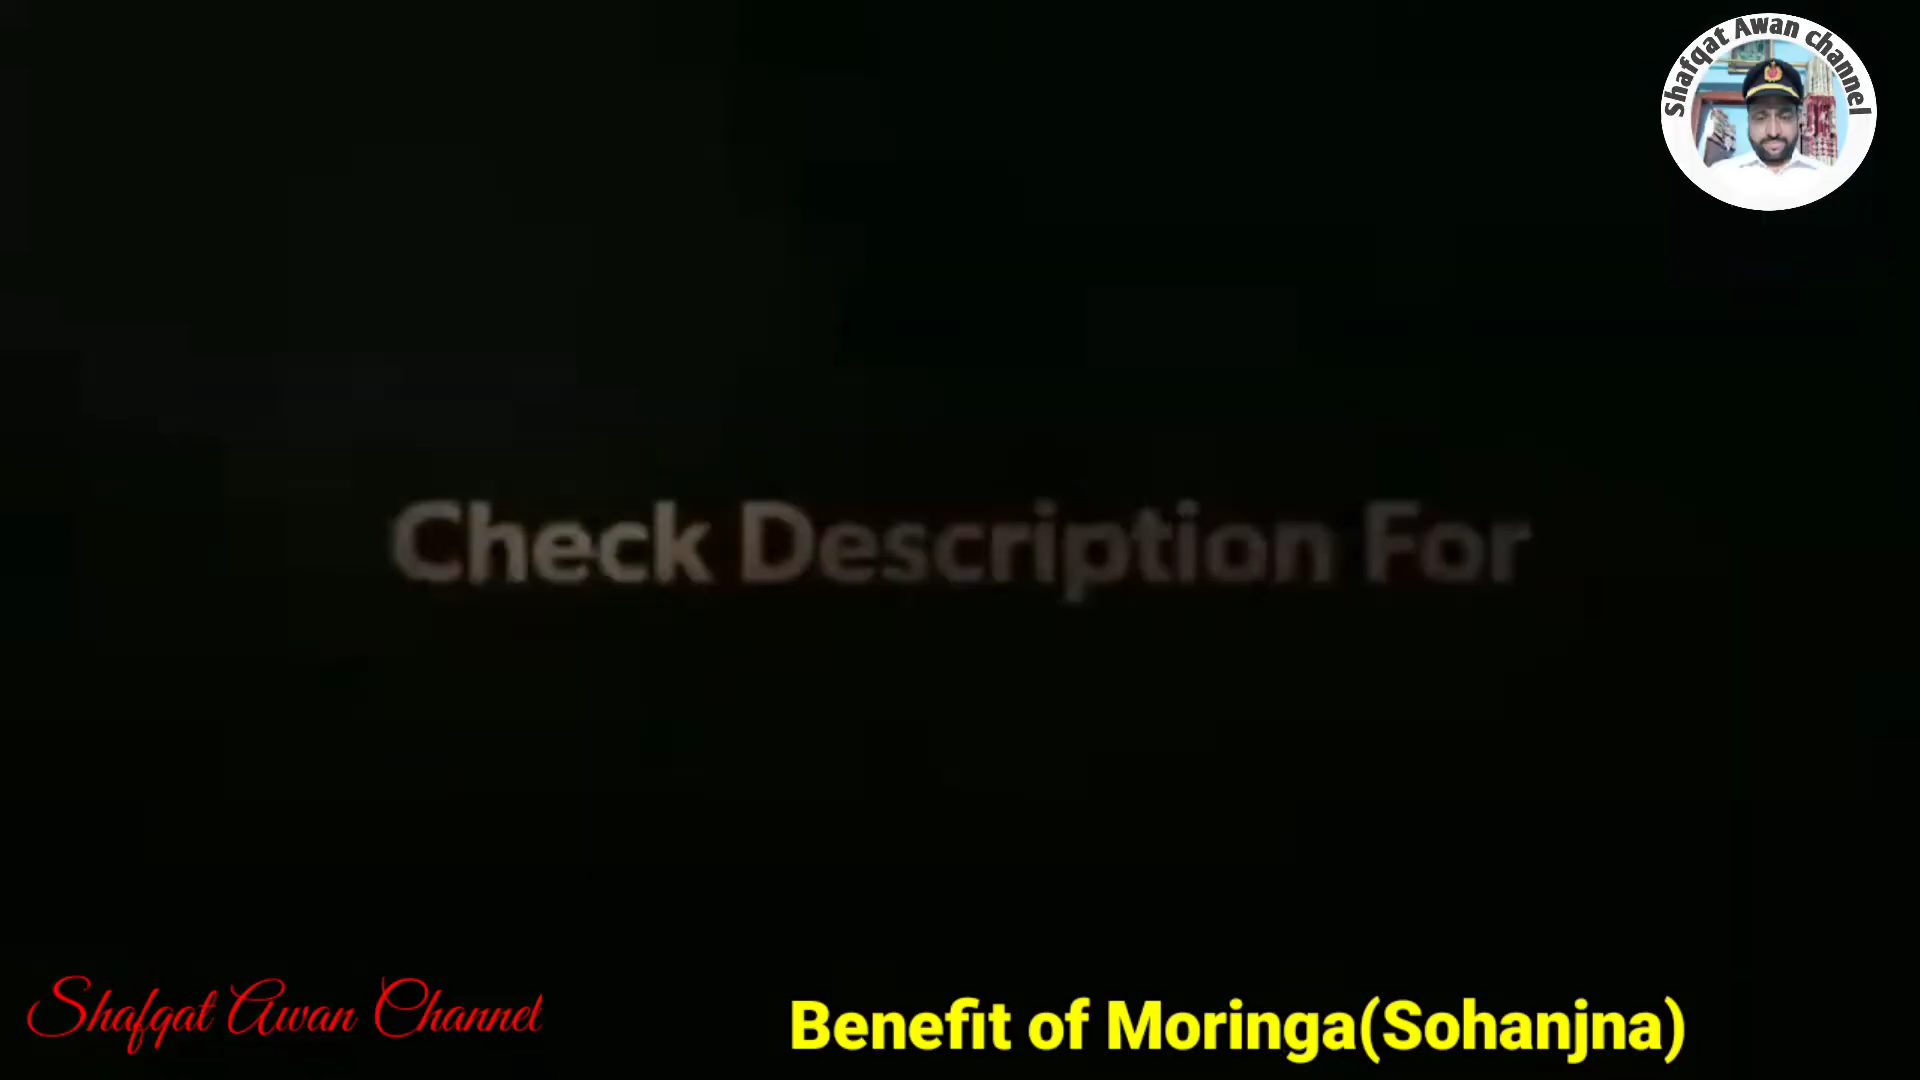 Shafqat Awan channel
Check Description For
Shafqat Awan Channel
Benefit of Moringa(Sohanjna)